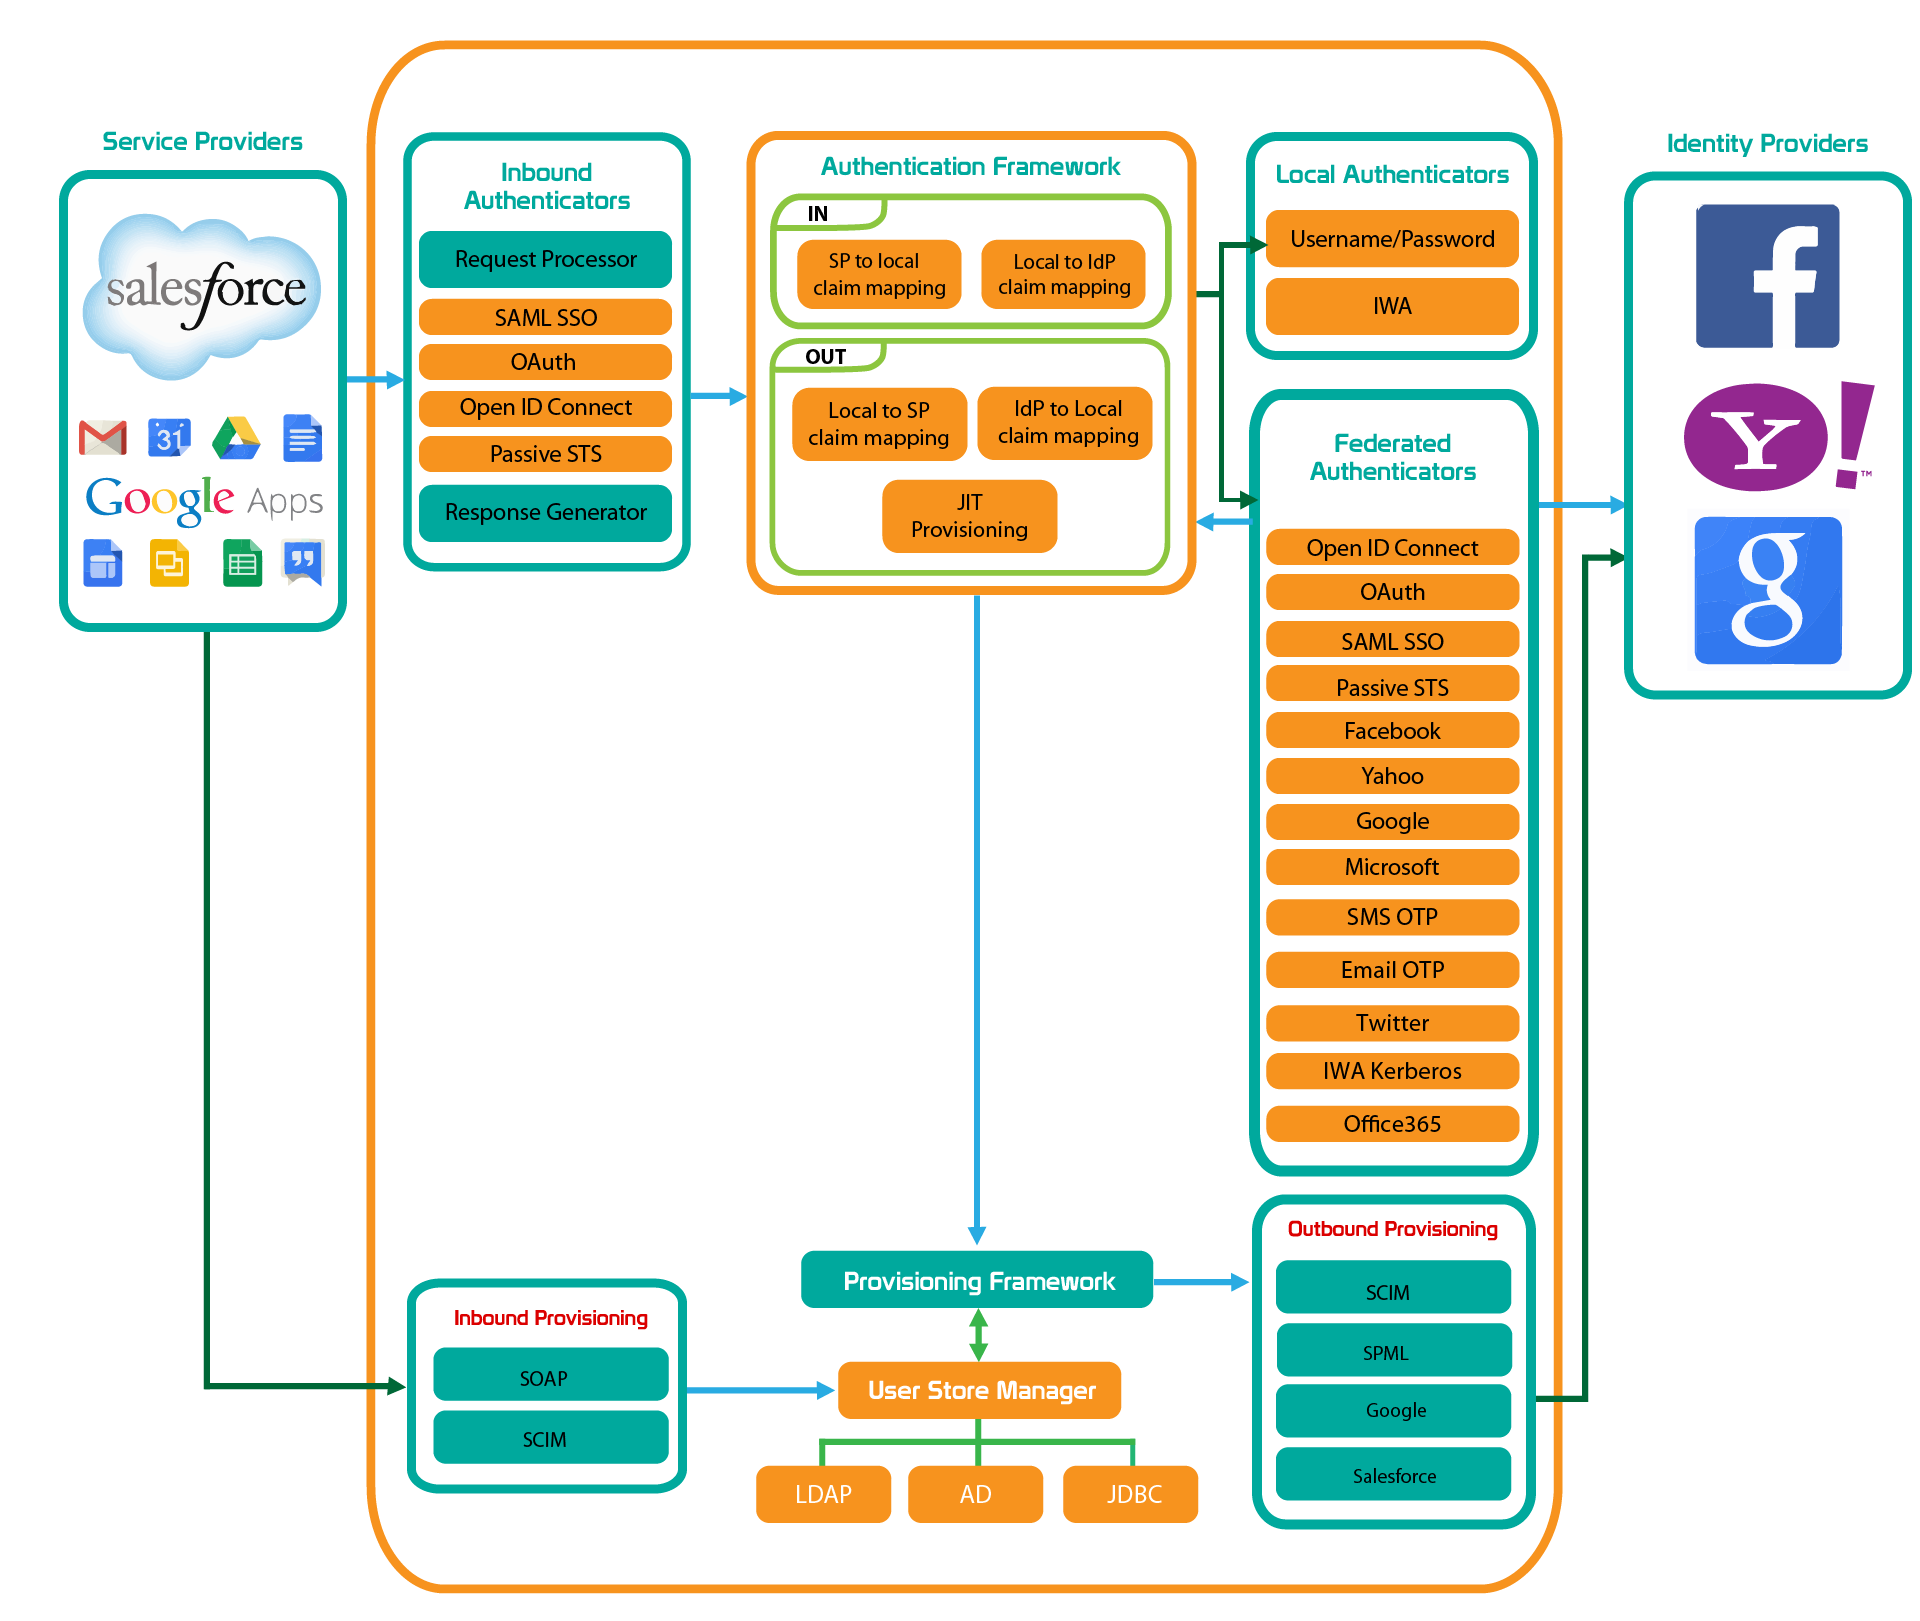 Service Providers
salesforce
31
Google Apps
Inbound
Authenticators
Request Processor
SAML SSO
OAuth
Open ID Connect
Passive STS
Response Generator
Authentication Framework
IN
SP to local
claim mapping
Local to IdP
claim mapping
OUT
Local to SP
claim mapping
IdP to Local
claim mapping
JIT
Provisioning
Local Authenticators
Username/Password
IWA
Federated
Authenticators
Open ID Connect
OAuth
SAML SSO
Passive STS
Facebook
Yahoo
Google
Microsoft
SMS OTP
Email OTP
Twitter
IWA Kerberos
Office365
Identity Providers
f
Y!
TM
g
Provisioning Framework
User Store Manager
LDAP
AD
JDBC
Inbound Provisioning
SOAP
SCIM
Outbound Provisioning
SCIM
SPML
Google
Salesforce